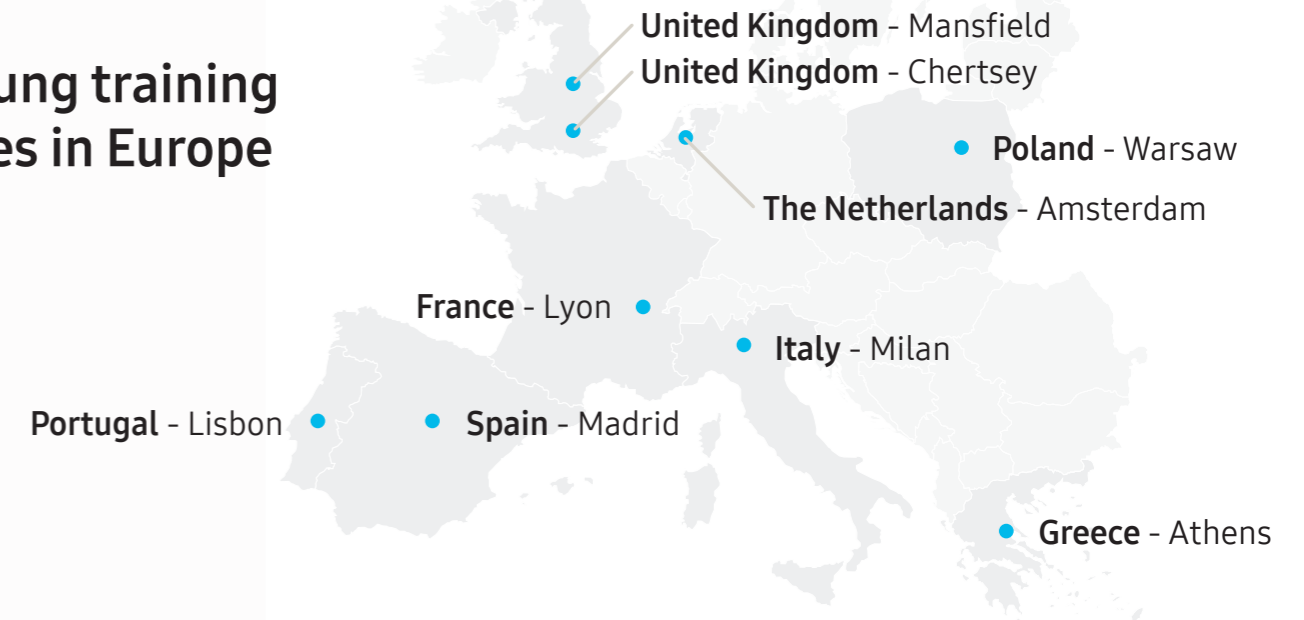 ung training
es in Europe
United Kingdom - Mansfield
United Kingdom - Chertsey
Poland - Warsaw
The Netherlands - Amsterdam
France - Lyon
Italy - Milan
Portugal - Lisbon
Spain - Madrid
Greece - Athens